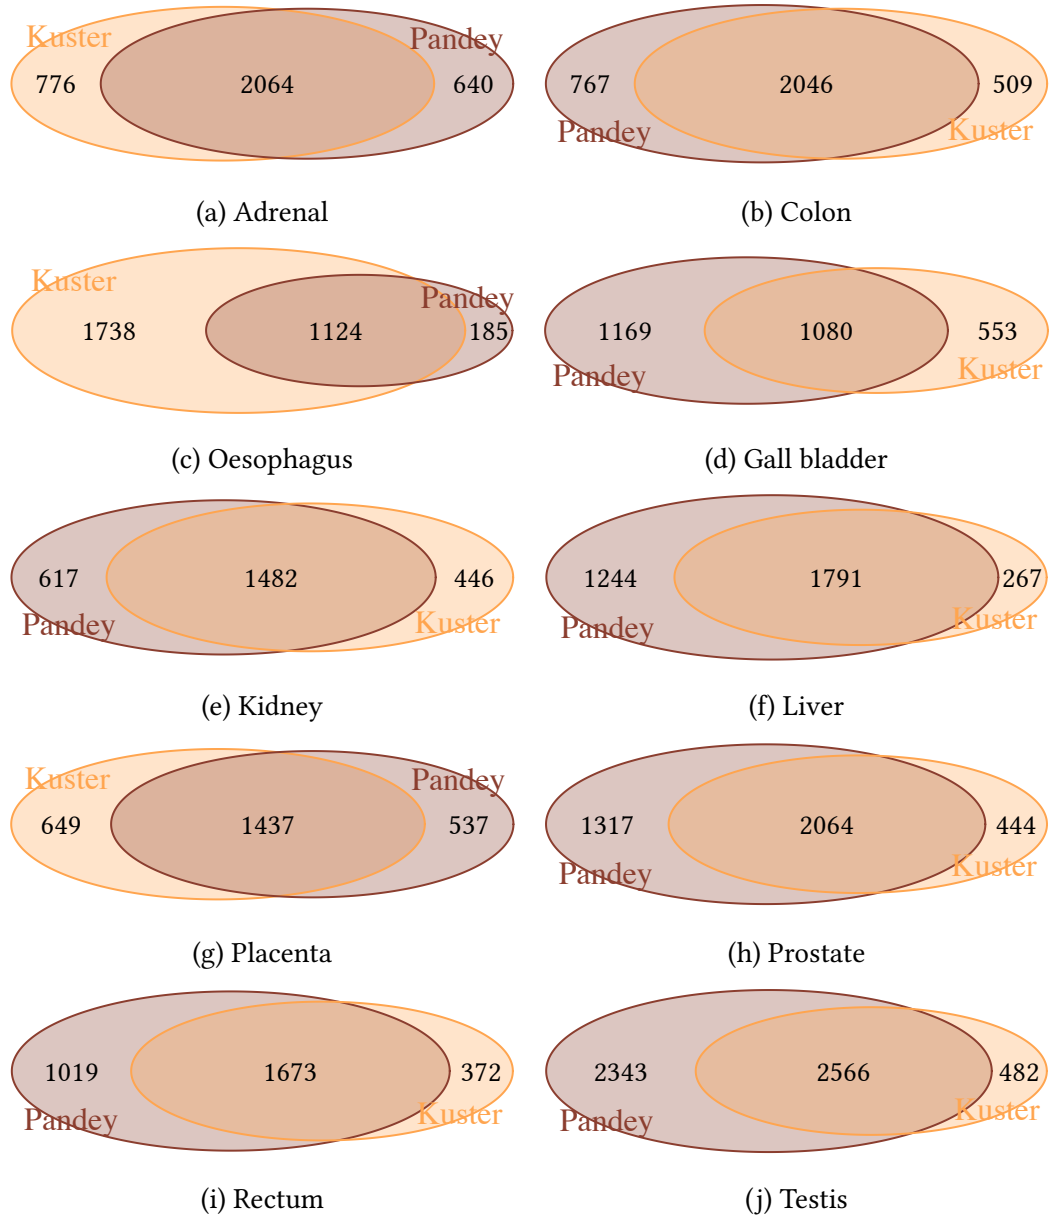 Kuster
Pandey
776
2064
640
(a) Adrenal
767
2046
509
Pandey
Kuster
(b) Colon
Kuster
Pandey
1738
1124
185
(c) Oesophagus
1169
1080
553
Pandey
Kuster
(d) Gall bladder
617
1482
446
Pandey
Kuster
(e) Kidney
1244
1791
267
Pandey
Kuster
(f) Liver
Kuster
Pandey
649
1437
537
(g) Placenta
1317
2064
444
Pandey
Kuster
(h) Prostate
1019
1673
372
Pandey
Kuster
(i) Rectum
2343
2566
482
Pandey
Kuster
(j) Testis